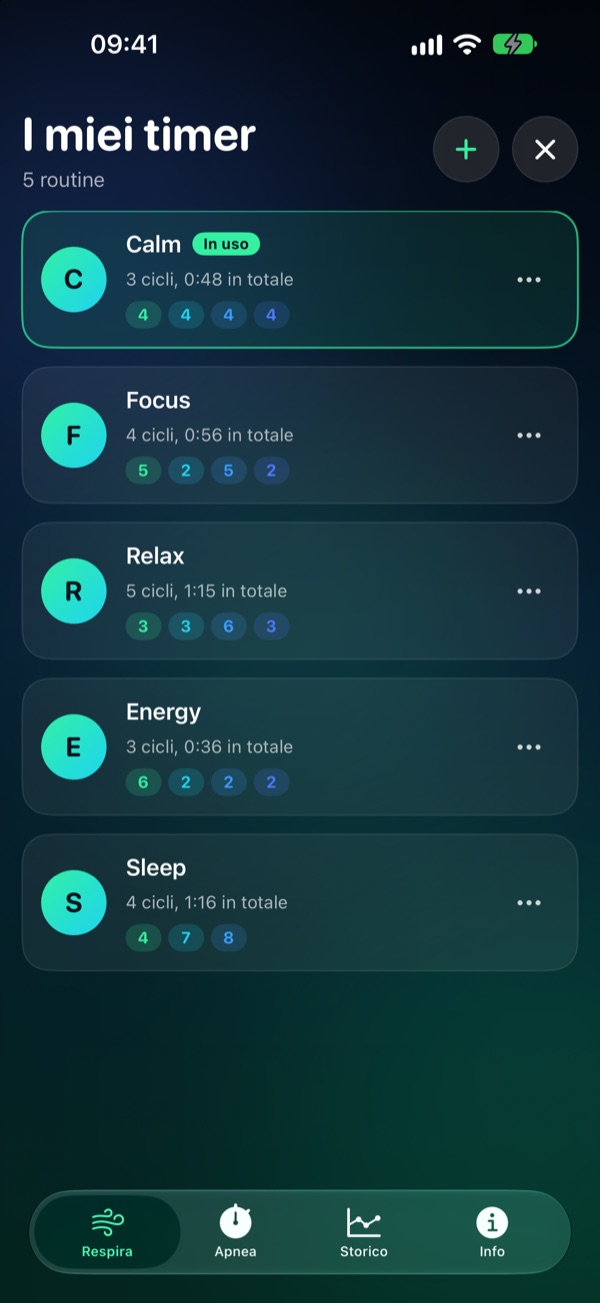 09:41
I miei timer
5 routine
C
Calm In uso
3 cicli, 0:48 in totale
4 4 4 4
F
Focus
4 cicli, 0:56 in totale
5 2 5 2
R
Relax
5 cicli, 1:15 in totale
3 3 6 3
E
Energy
3 cicli, 0:36 in totale
6 2 2 2
S
Sleep
4 cicli, 1:16 in totale
4 7 8
Respira Apnea Storico Info